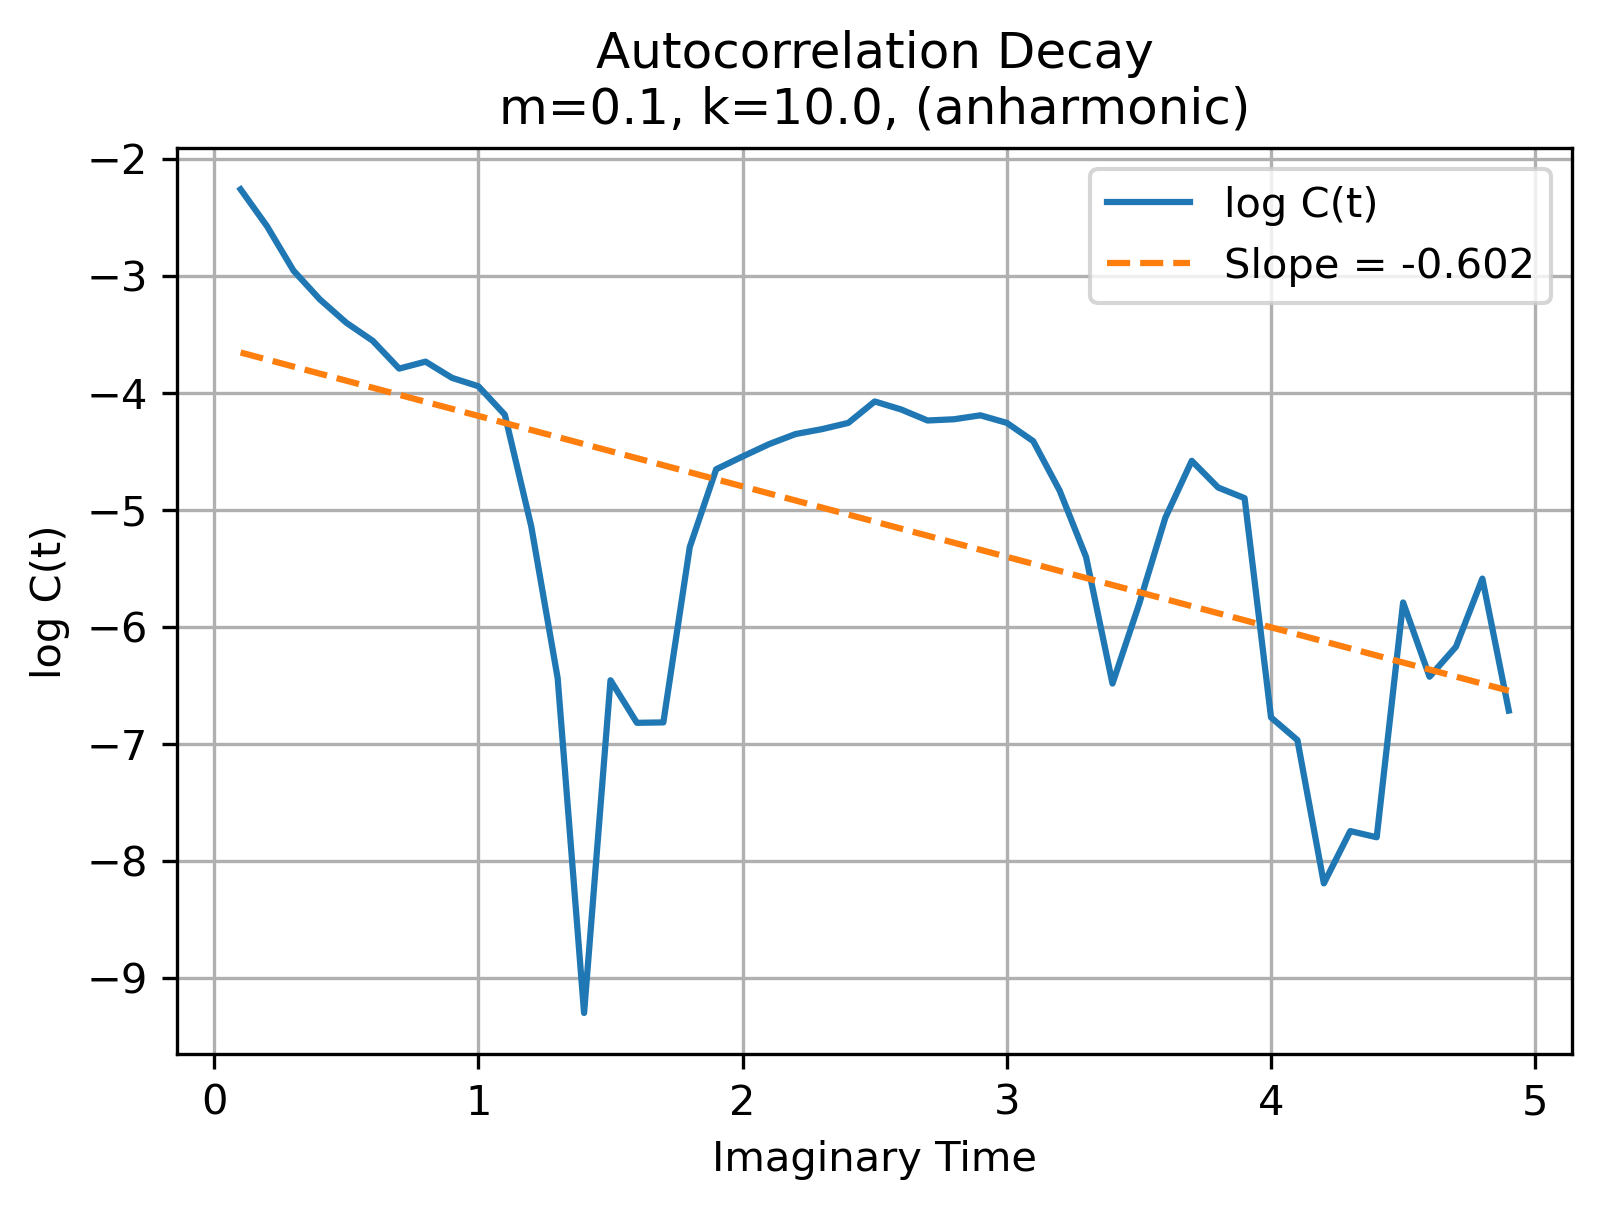 Autocorrelation Decay
m=0.1, k=10.0, (anharmonic)
log C(t)
Slope = -0.602
−2
−3
−4
−5
−6
−7
−8
−9
log C(t)
0 1 2 3 4 5
Imaginary Time